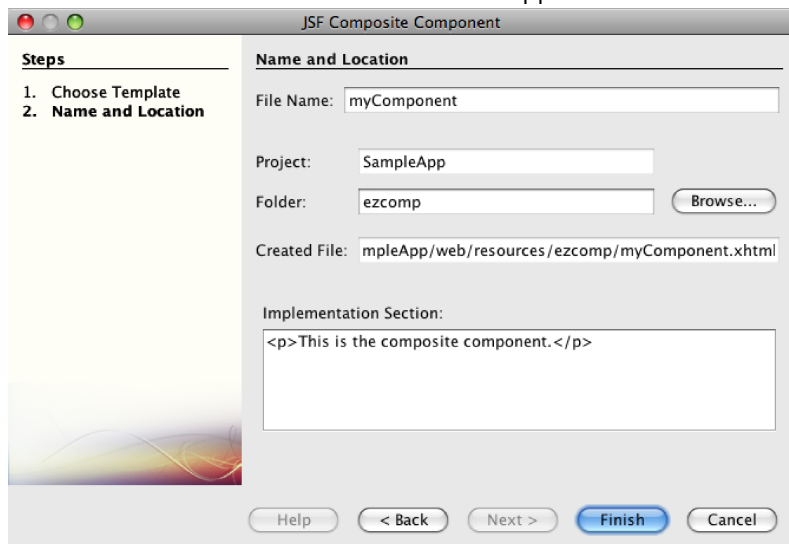 JSF Composite Component
Steps
1. Choose Template
2. Name and Location
Name and Location
File Name: myComponent
Project: SampleApp
Folder: ezcomp Browse...
Created File: mpleApp/web/resources/ezcomp/myComponent.xhtml
Implementation Section:
<p>This is the composite component.</p>
Help < Back Next > Finish Cancel